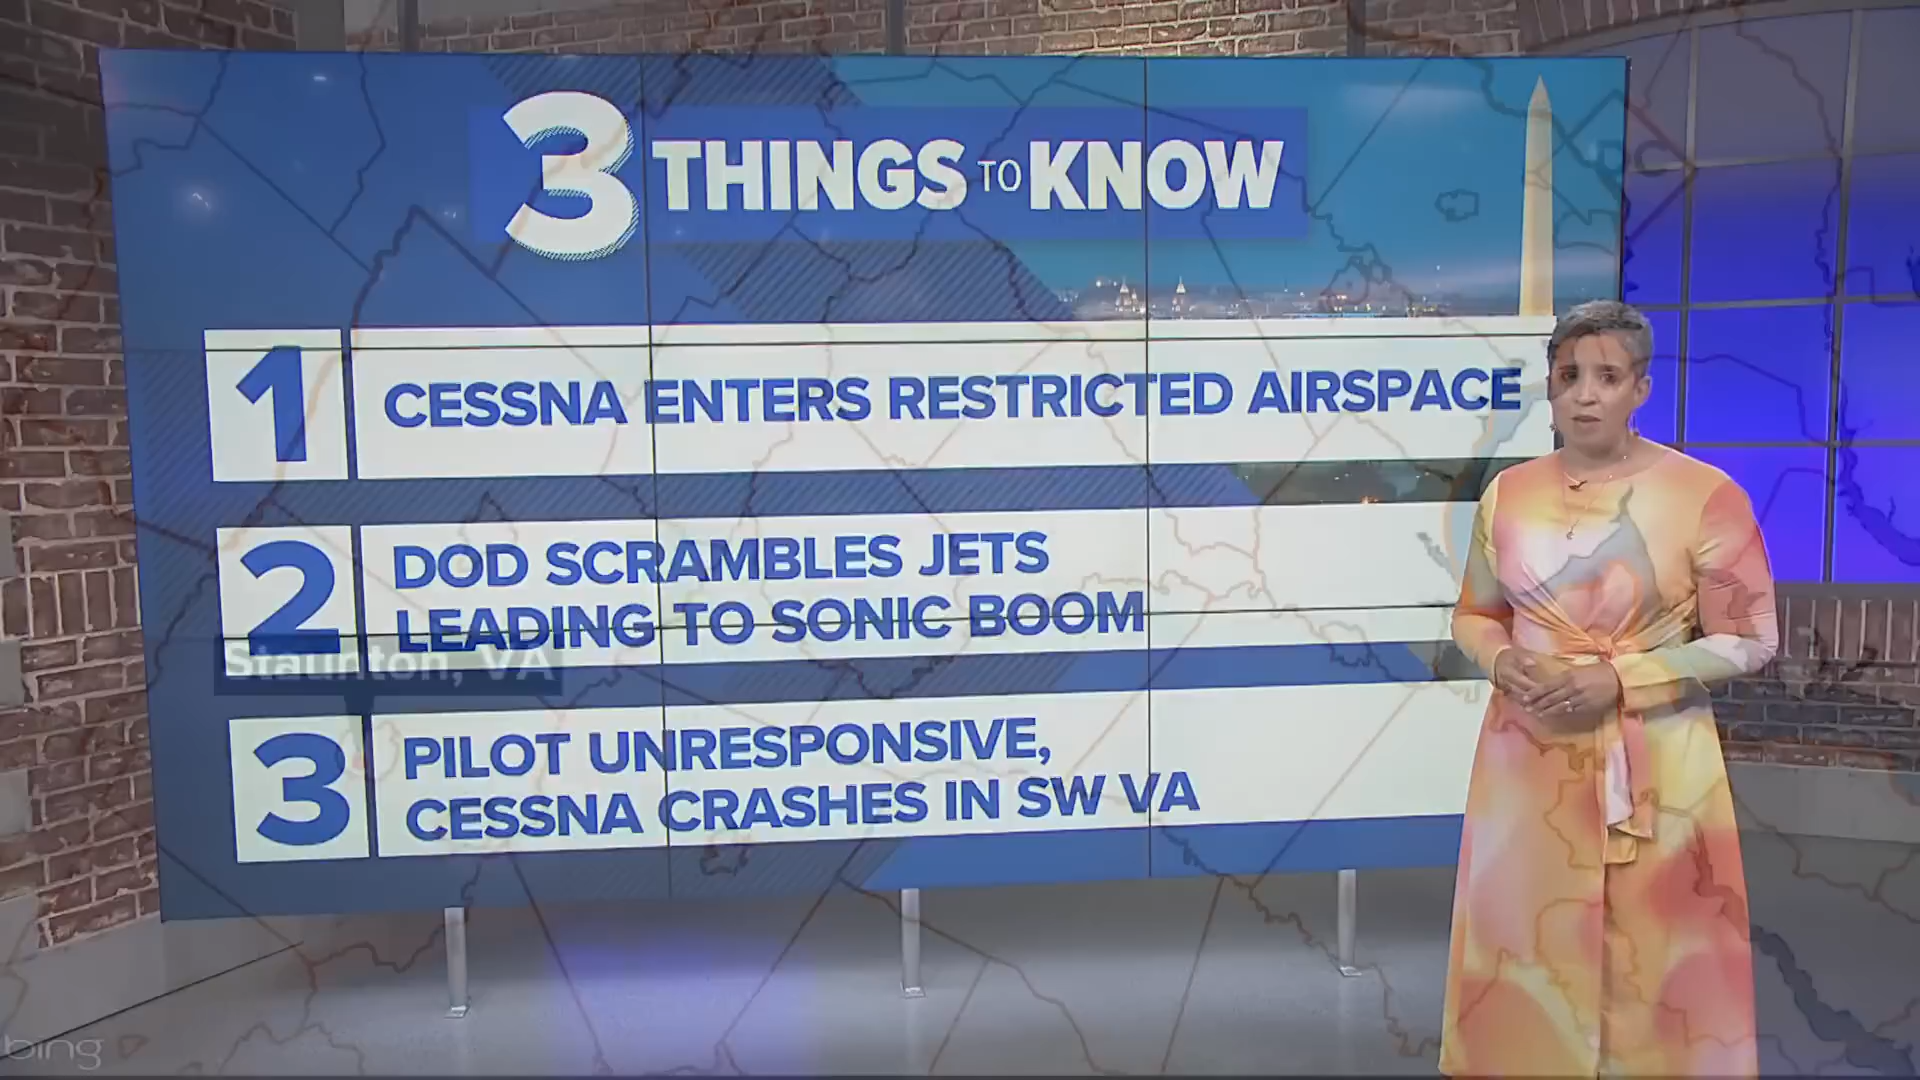 3 THINGS TO KNOW
1 CESSNA ENTERS RESTRICTED AIRSPACE
2 DOD SCRAMBLES JETS
LEADING TO SONIC BOOM
Staunton, VA
3 PILOT UNRESPONSIVE,
CESSNA CRASHES IN SW VA
bing